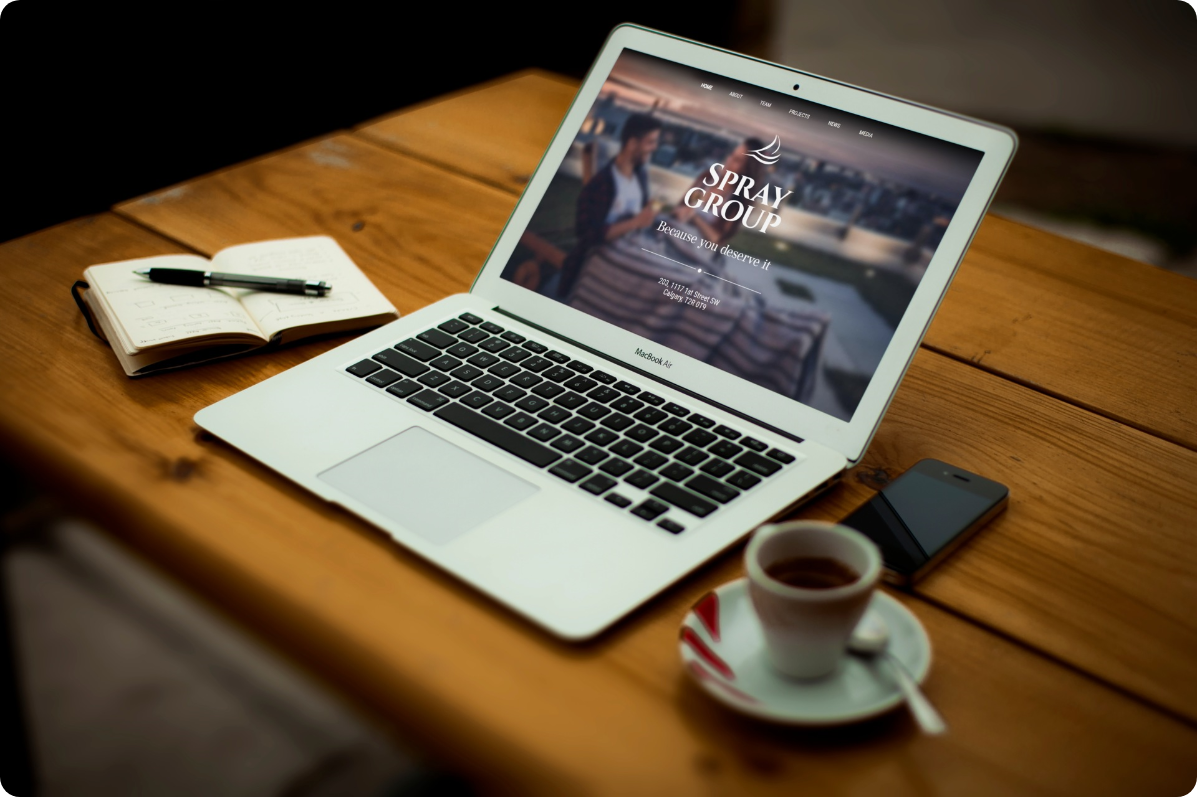 HOME ABOUT TEAM PROJECTS NEWS MEDIA
SPRAY
GROUP
Because you deserve it
203, 1117 1st Street SW
Calgary, T2R 0T9
MacBook Air